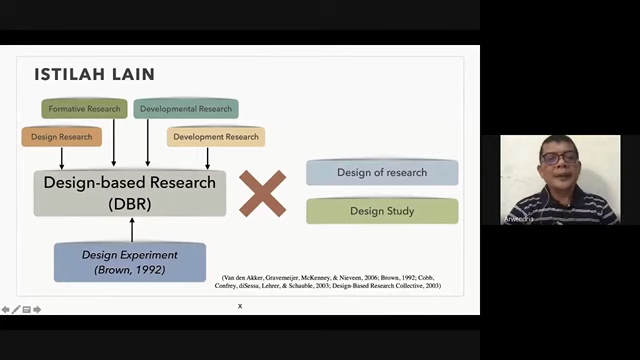 ISTILAH LAIN
Formative Research
Developmental Research
Design Research
Development Research
Design-based Research
(DBR)
Design of research
Design Study
Design Experiment
(Brown, 1992)
(Van den Akker, Gravemeijer, McKenney, & Nieveen, 2006; Brown, 1992; Cobb,
Confrey, diSessa, Lehrer, & Schauble, 2003; Design-Based Research Collective, 2003)
x